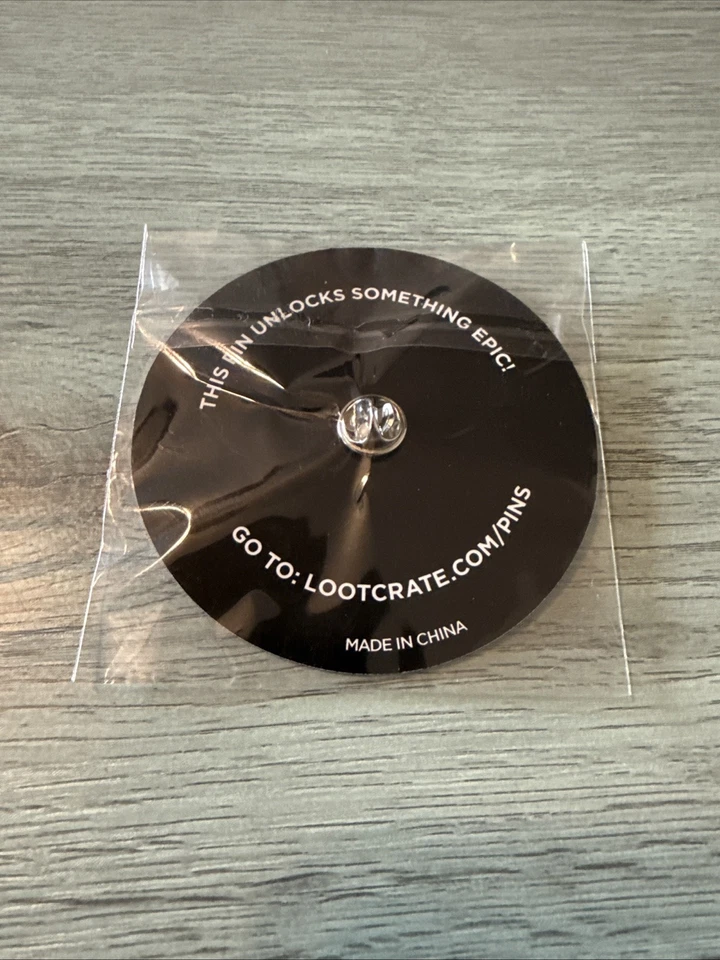 THIS PIN UNLOCKS SOMETHING EPIC!
GO TO: LOOTCRATE.COM/PINS
MADE IN CHINA